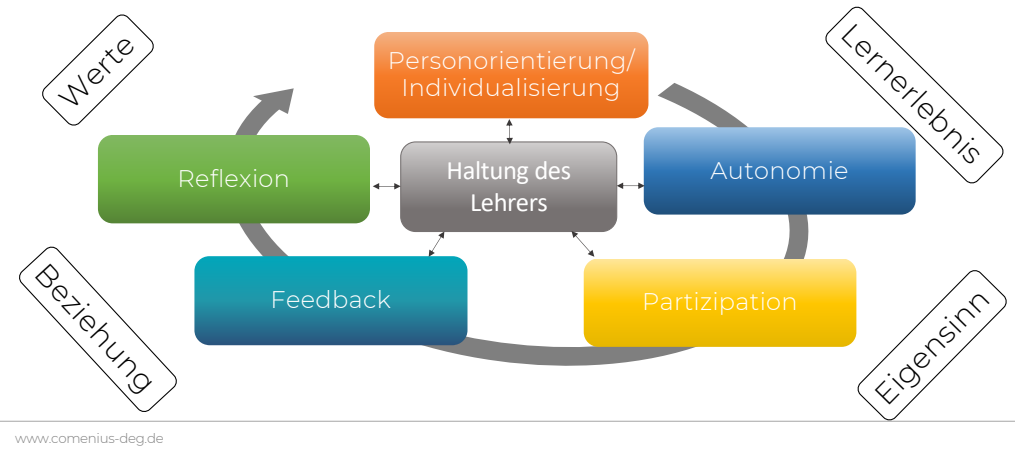 Werte
Personorientierung/
Individualisierung
Lernerlebnis
Reflexion
Haltung des
Lehrers
Autonomie
Beziehung
Feedback
Partizipation
Eigensinn
www.comenius-deg.de